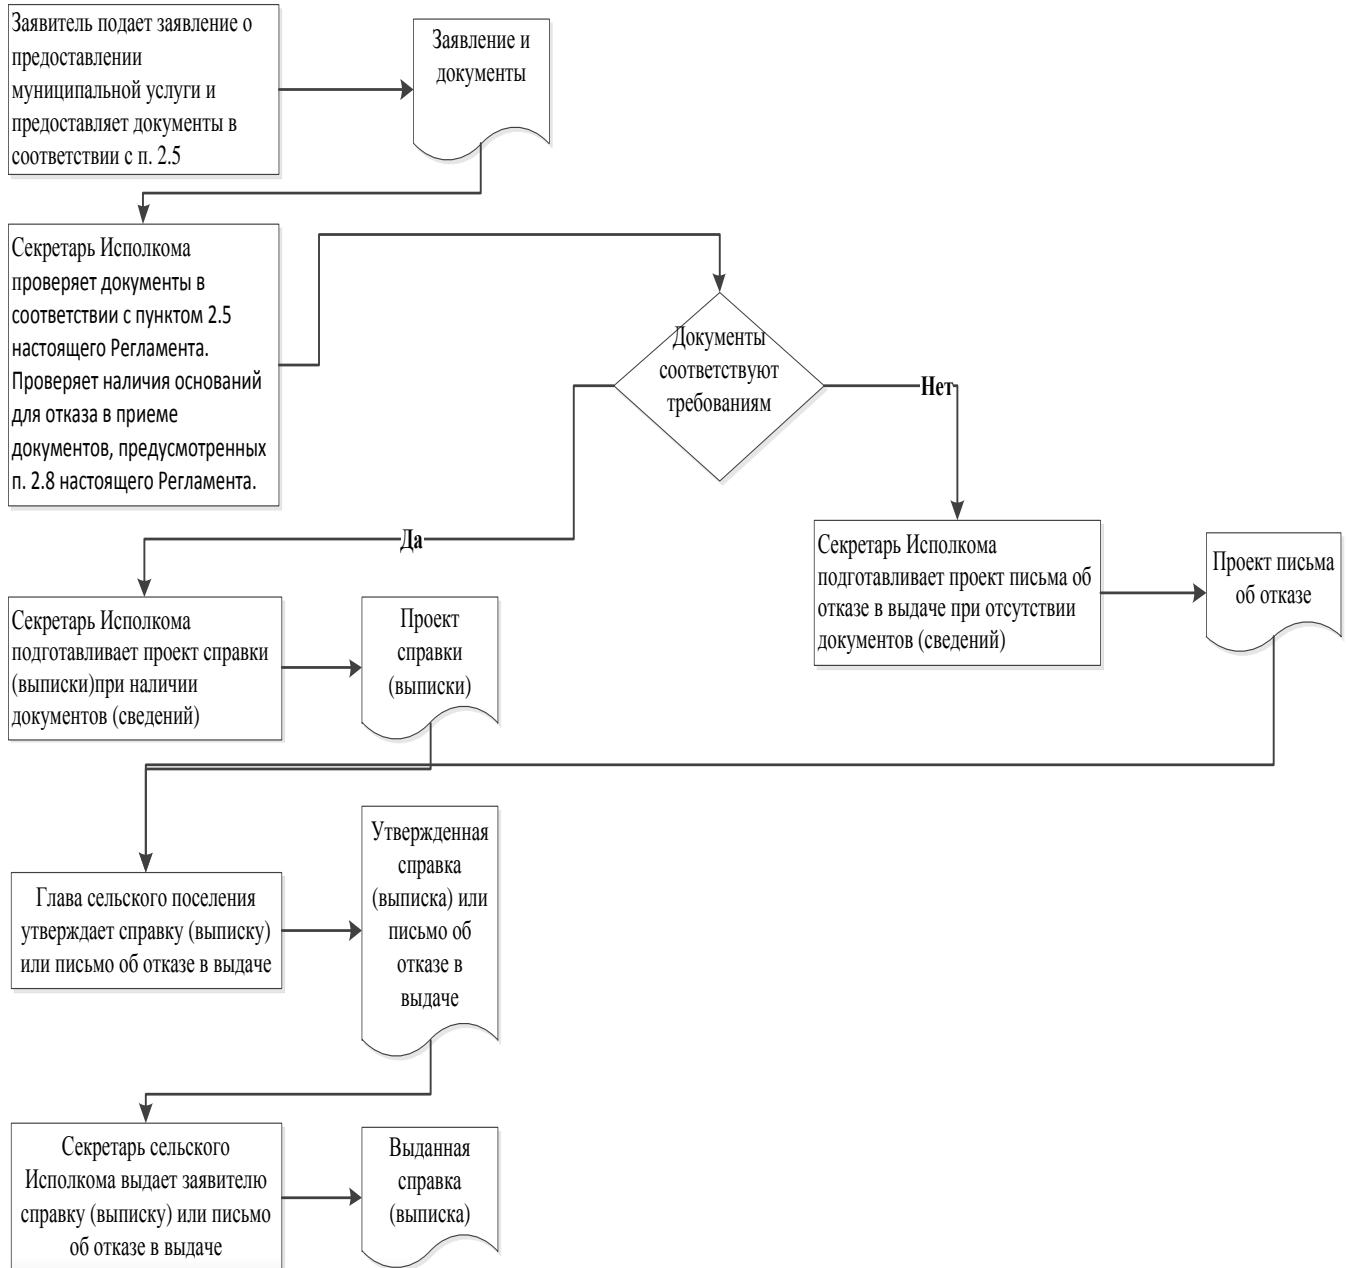 Заявитель подает заявление о
предоставлении
муниципальной услуги и
предоставляет документы в
соответствии с п. 2.5
Заявление и
документы
Секретарь Исполкома
проверяет документы в
соответствии с пунктом 2.5
настоящего Регламента.
Проверяет наличия оснований
для отказа в приеме
документов, предусмотренных
п. 2.8 настоящего Регламента.
Документы
соответствуют
требованиям
Нет
Да
Секретарь Исполкома
подготавливает проект письма об
отказе в выдаче при отсутствии
документов (сведений)
Проект письма
об отказе
Секретарь Исполкома
подготавливает проект справки
(выписки)при наличии
документов (сведений)
Проект
справки
(выписки)
Глава сельского поселения
утверждает справку (выписку)
или письмо об отказе в выдаче
Утвержденная
справка
(выписка) или
письмо об
отказе в
выдаче
Секретарь сельского
Исполкома выдает заявителю
справку (выписку) или письмо
об отказе в выдаче
Выданная
справка
(выписка)